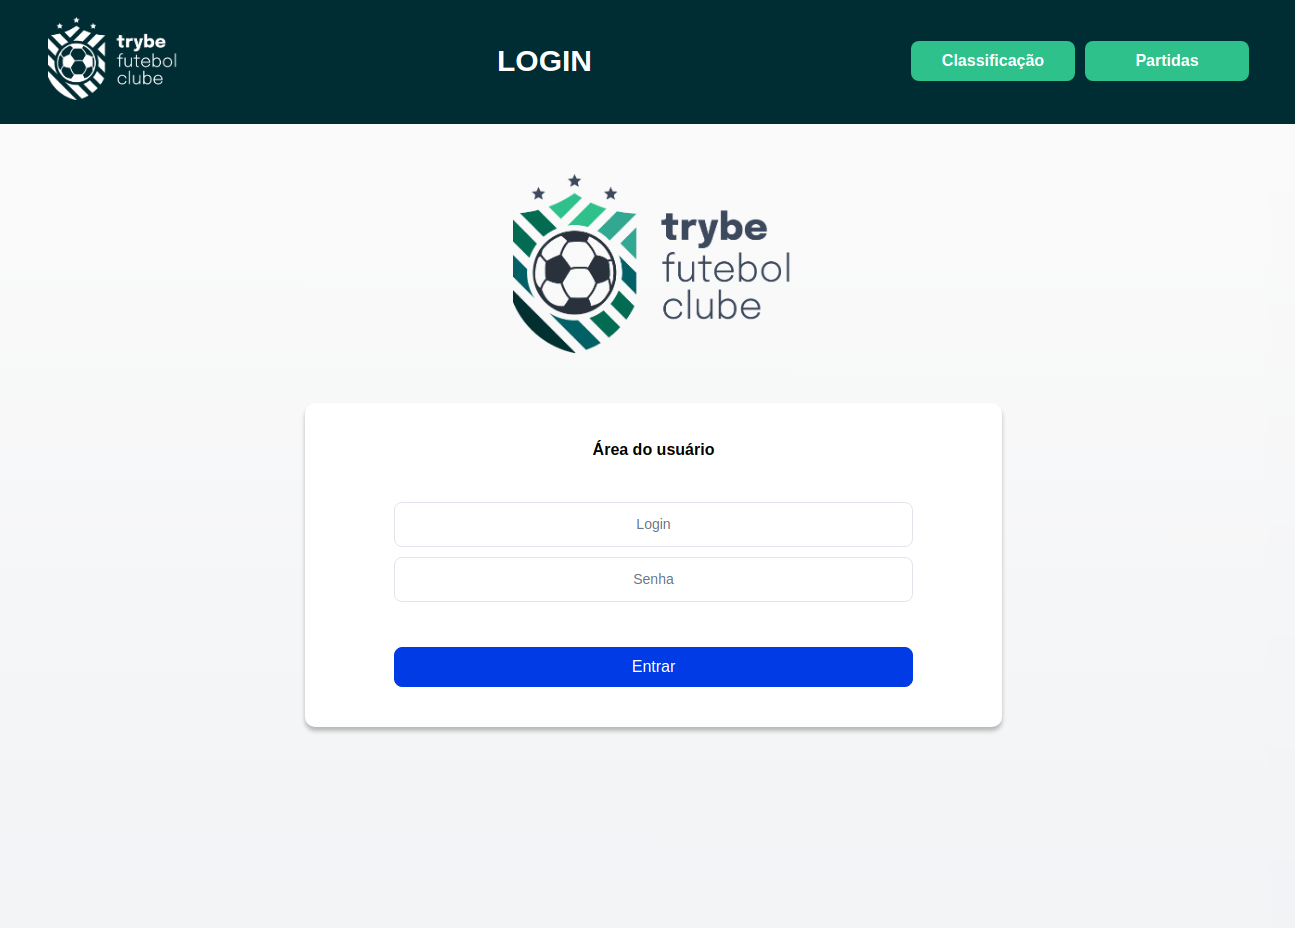 trybe
futebol
clube
LOGIN
Classificação
Partidas
trybe
futebol
clube
Área do usuário
Login
Senha
Entrar